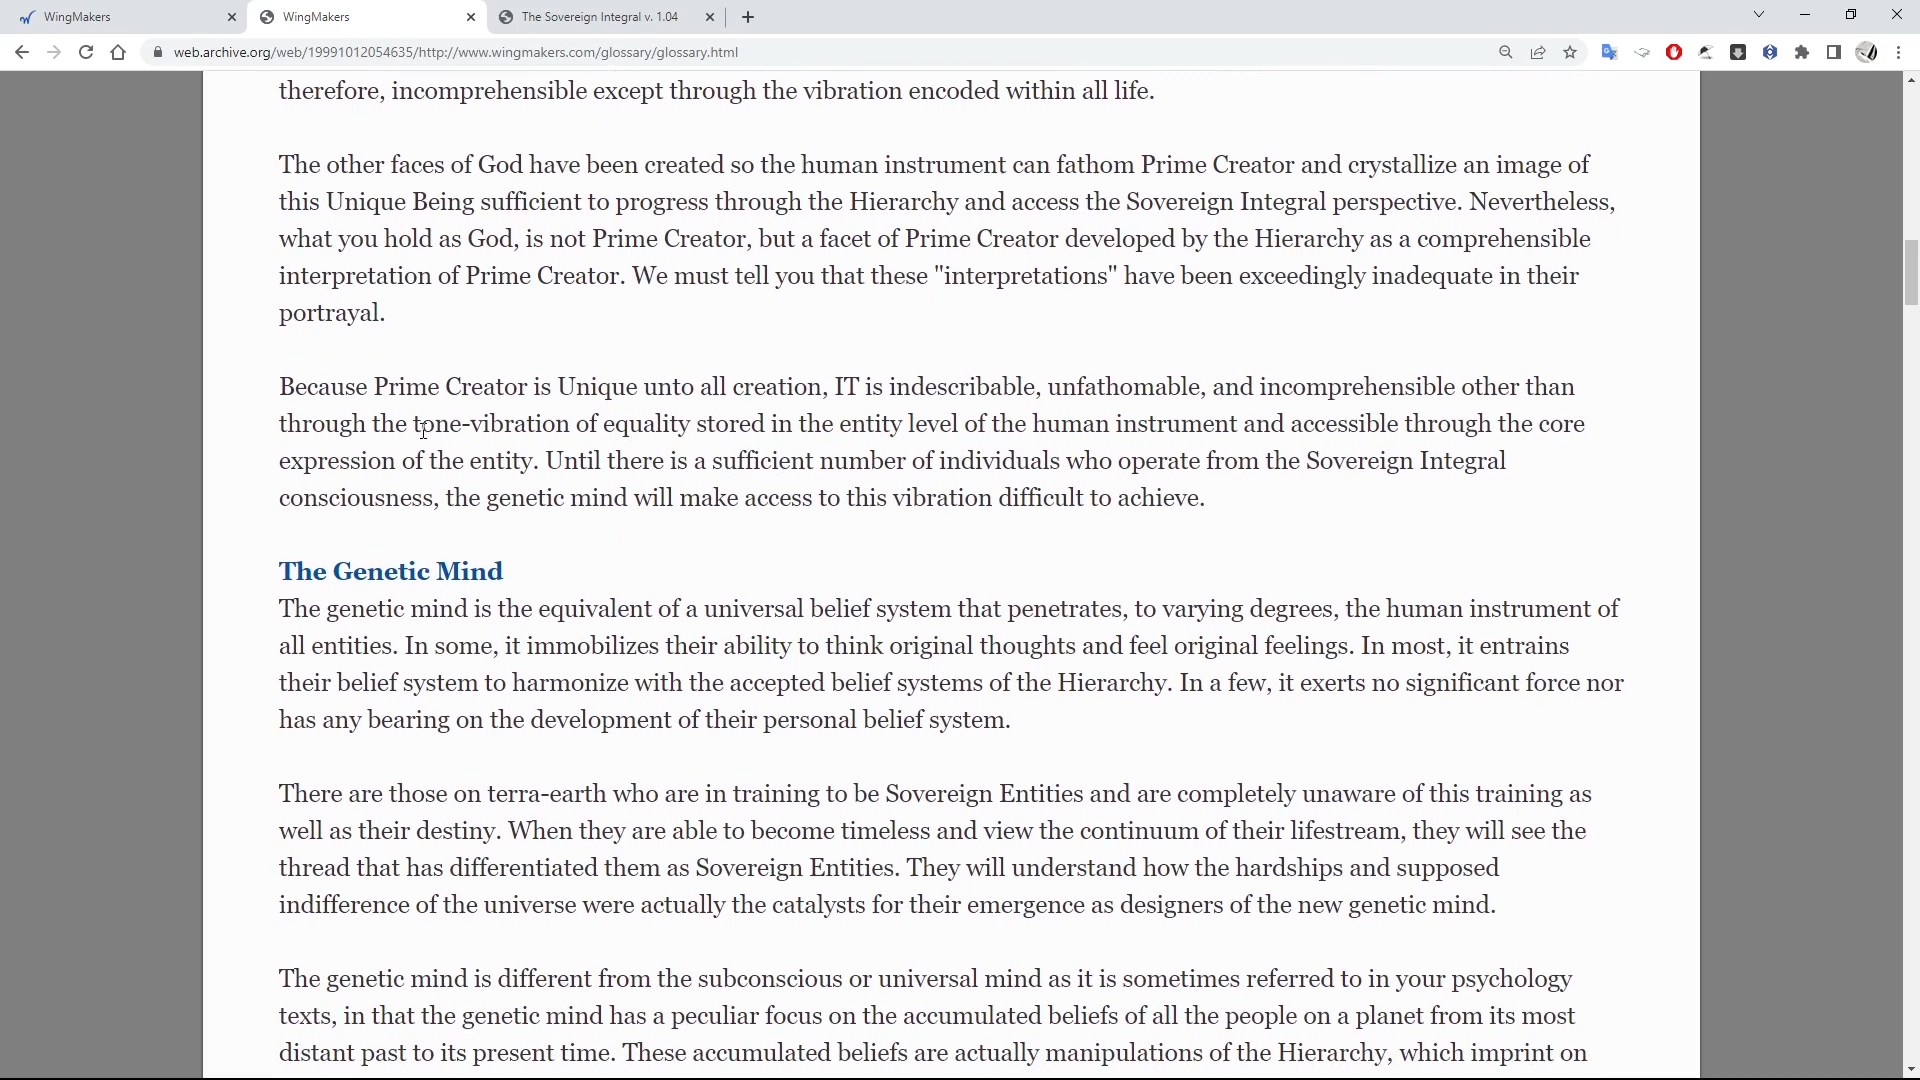 WingMakers
WingMakers
The Sovereign Integral v. 1.04
web.archive.org/web/19991012054635/http://www.wingmakers.com/glossary/glossary.html
therefore, incomprehensible except through the vibration encoded within all life.
The other faces of God have been created so the human instrument can fathom Prime Creator and crystallize an image of
this Unique Being sufficient to progress through the Hierarchy and access the Sovereign Integral perspective. Nevertheless,
what you hold as God, is not Prime Creator, but a facet of Prime Creator developed by the Hierarchy as a comprehensible
interpretation of Prime Creator. We must tell you that these "interpretations" have been exceedingly inadequate in their
portrayal.
Because Prime Creator is Unique unto all creation, IT is indescribable, unfathomable, and incomprehensible other than
through the tone-vibration of equality stored in the entity level of the human instrument and accessible through the core
expression of the entity. Until there is a sufficient number of individuals who operate from the Sovereign Integral
consciousness, the genetic mind will make access to this vibration difficult to achieve.
The Genetic Mind
The genetic mind is the equivalent of a universal belief system that penetrates, to varying degrees, the human instrument of
all entities. In some, it immobilizes their ability to think original thoughts and feel original feelings. In most, it entrains
their belief system to harmonize with the accepted belief systems of the Hierarchy. In a few, it exerts no significant force nor
has any bearing on the development of their personal belief system.
There are those on terra-earth who are in training to be Sovereign Entities and are completely unaware of this training as
well as their destiny. When they are able to become timeless and view the continuum of their lifestream, they will see the
thread that has differentiated them as Sovereign Entities. They will understand how the hardships and supposed
indifference of the universe were actually the catalysts for their emergence as designers of the new genetic mind.
The genetic mind is different from the subconscious or universal mind as it is sometimes referred to in your psychology
texts, in that the genetic mind has a peculiar focus on the accumulated beliefs of all the people on a planet from its most
distant past to its present time. These accumulated beliefs are actually manipulations of the Hierarchy, which imprint on